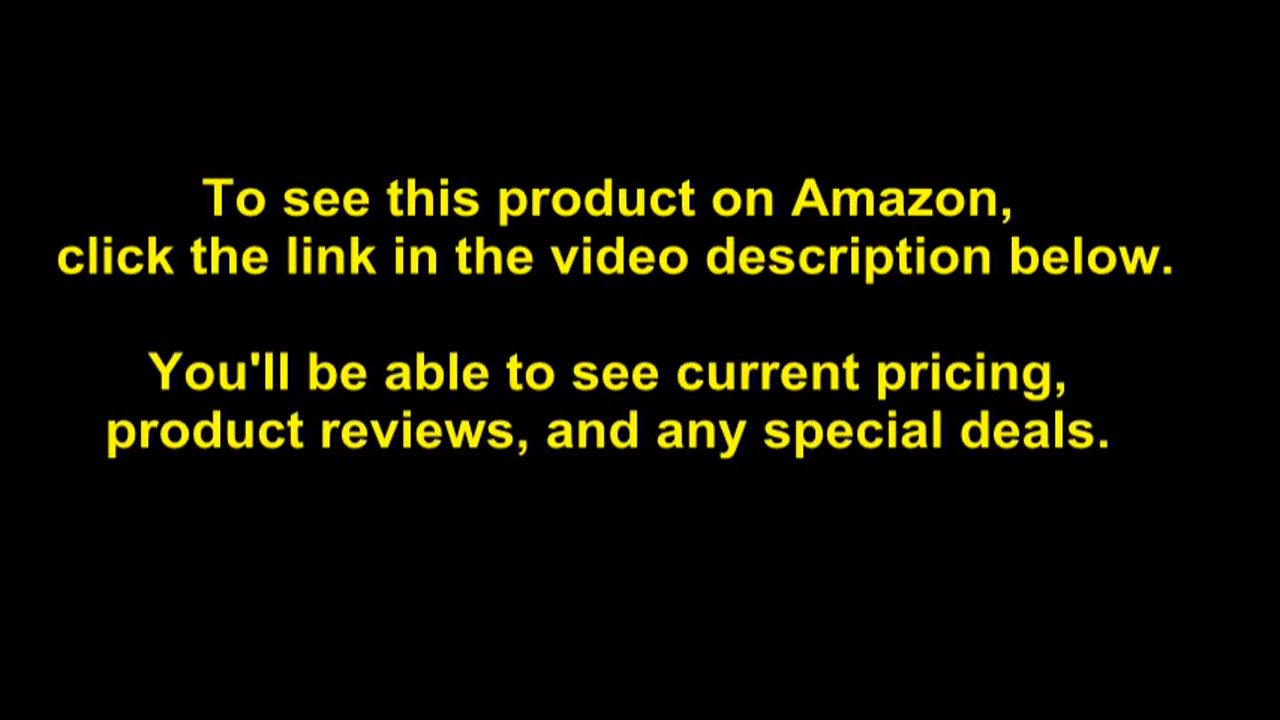 To see this product on Amazon,
click the link in the video description below.
You'll be able to see current pricing,
product reviews, and any special deals.